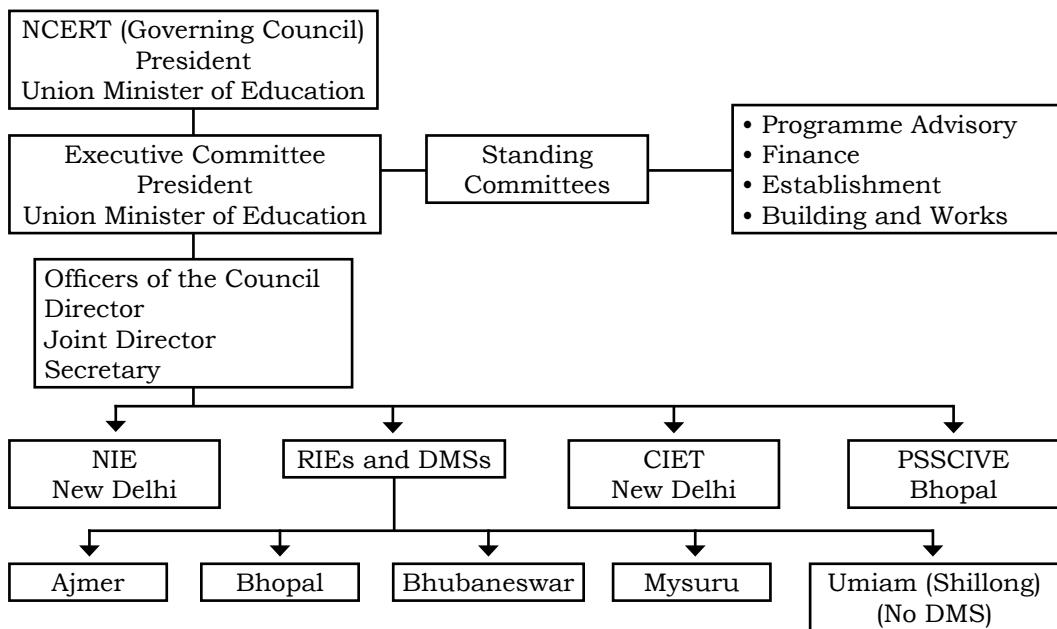 NCERT (Governing Council)
President
Union Minister of Education
Executive Committee
President
Union Minister of Education
Standing
Committees
• Programme Advisory
• Finance
• Establishment
• Building and Works
Officers of the Council
Director
Joint Director
Secretary
NIE
New Delhi
RIEs and DMSs
CIET
New Delhi
PSSCIVE
Bhopal
Ajmer
Bhopal
Bhubaneswar
Mysuru
Umiam (Shillong)
(No DMS)